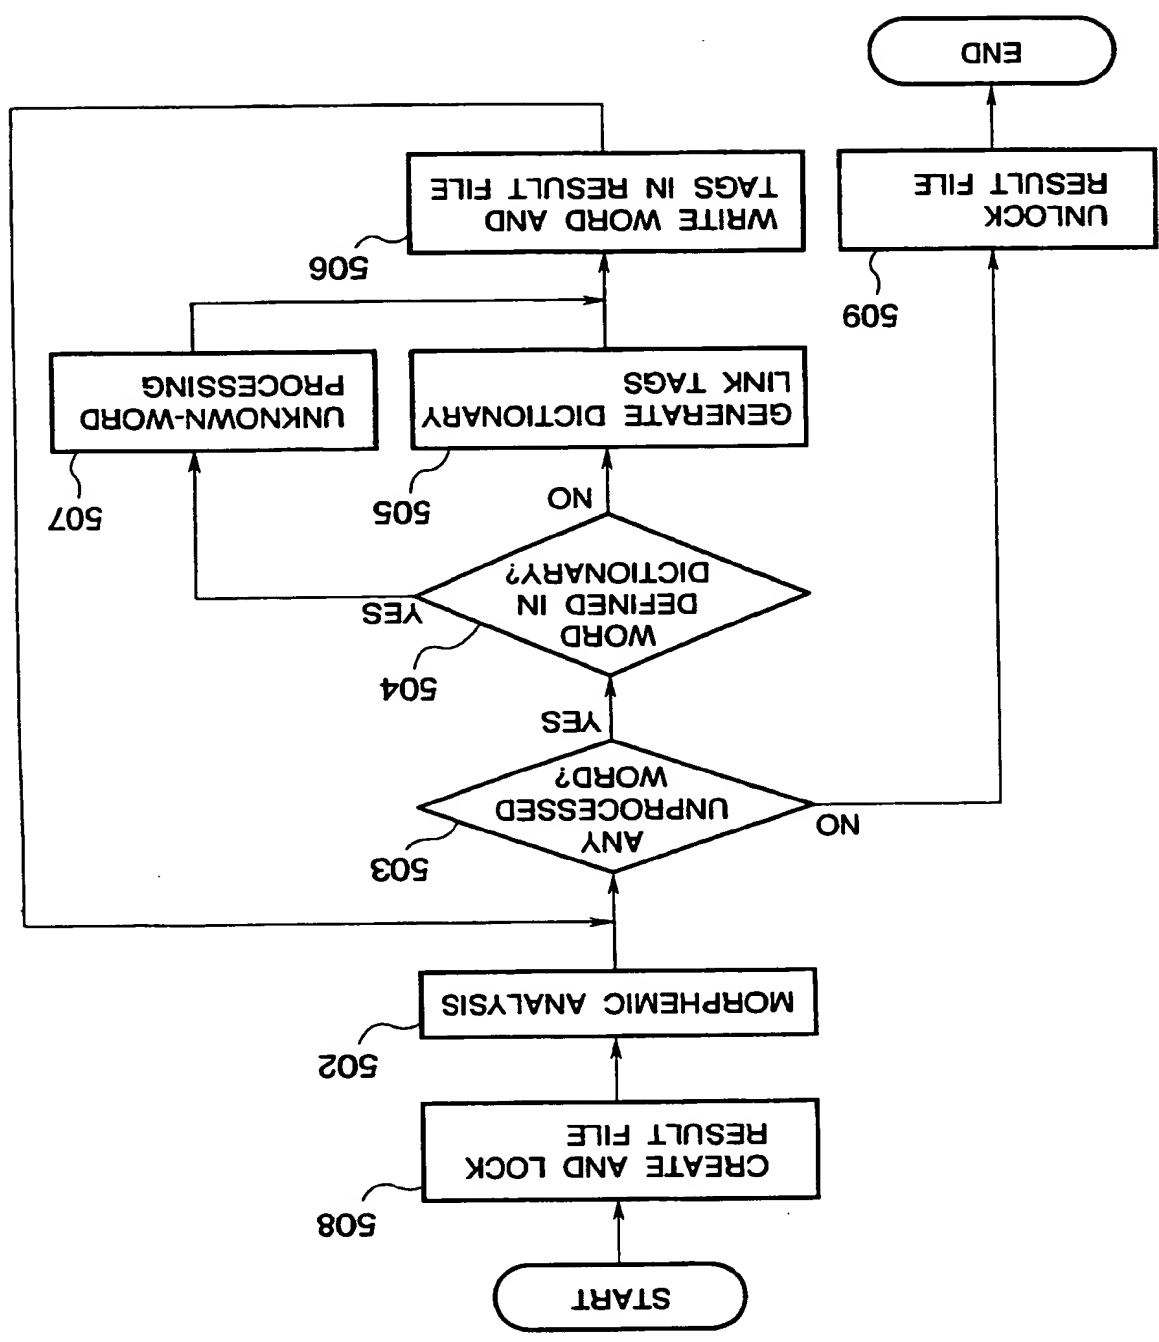 START
508
CREATE AND LOCK
RESULT FILE
502
MORPHEMIC ANALYSIS
503
ANY
UNPROCESSED
WORD?
NO
YES
504
WORD
DEFINED IN
DICTIONARY?
YES
NO
505
GENERATE DICTIONARY
LINK TAGS
507
UNKNOWN-WORD
PROCESSING
506
WRITE WORD AND
TAGS IN RESULT FILE
509
UNLOCK
RESULT FILE
END